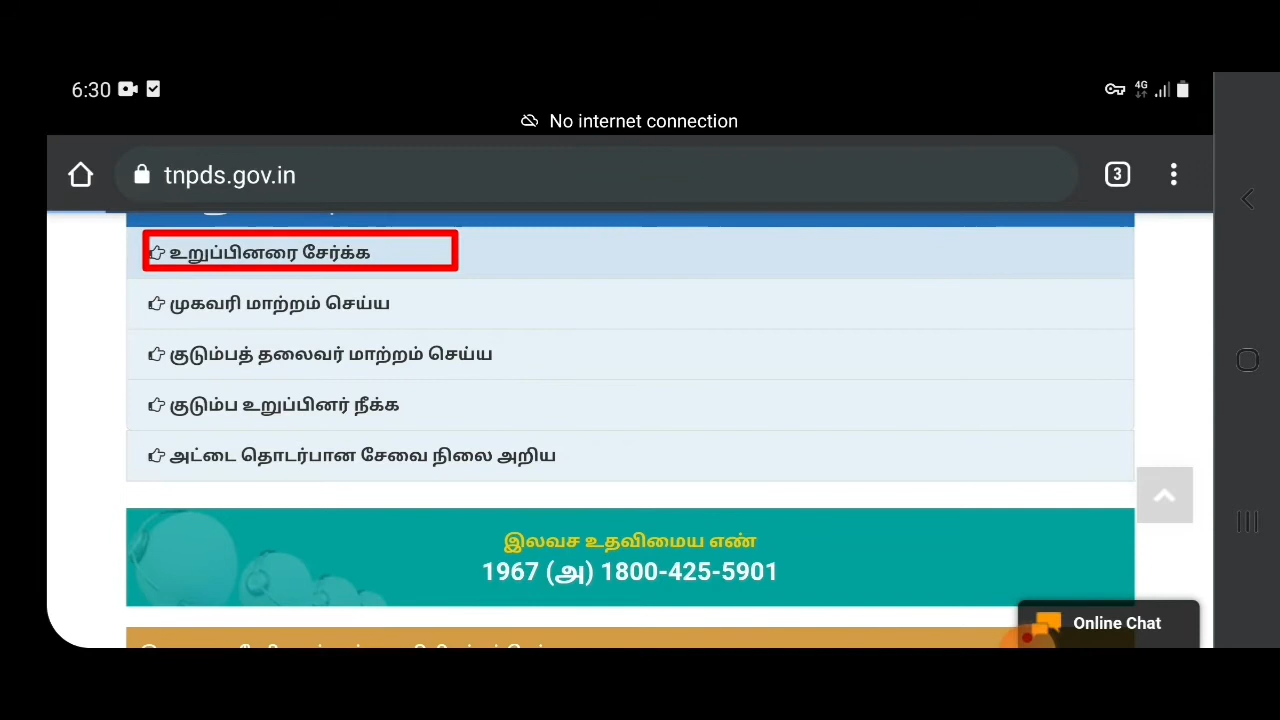 6:30
4G
No internet connection
tnpds.gov.in
3
உறுப்பினரை சேர்க்க
முகவரி மாற்றம் செய்ய
குடும்பத் தலைவர் மாற்றம் செய்ய
குடும்ப உறுப்பினர் நீக்க
அட்டை தொடர்பான சேவை நிலை அறிய
இலவச உதவிமைய எண்
1967 (அ) 1800-425-5901
Online Chat